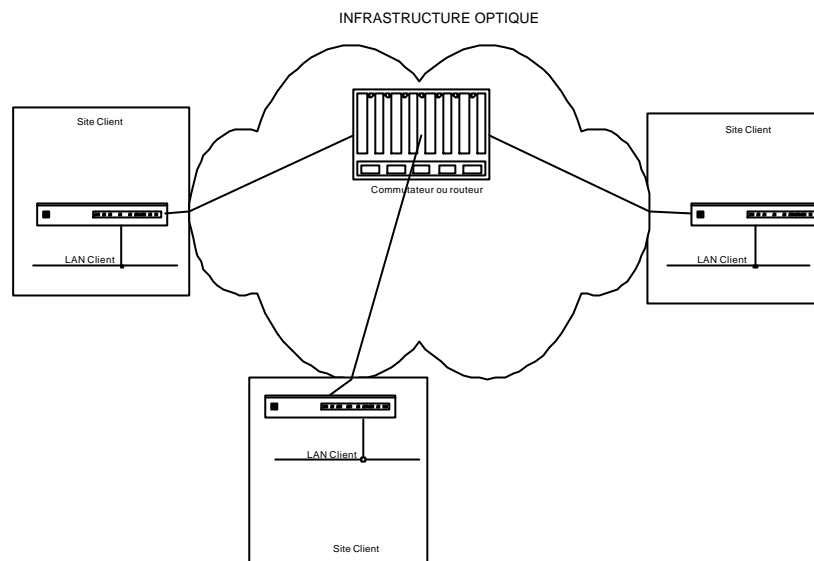 INFRASTRUCTURE OPTIQUE
Site Client
Site Client
Commutateur ou routeur
LAN Client
LAN Client
LAN Client
Site Client